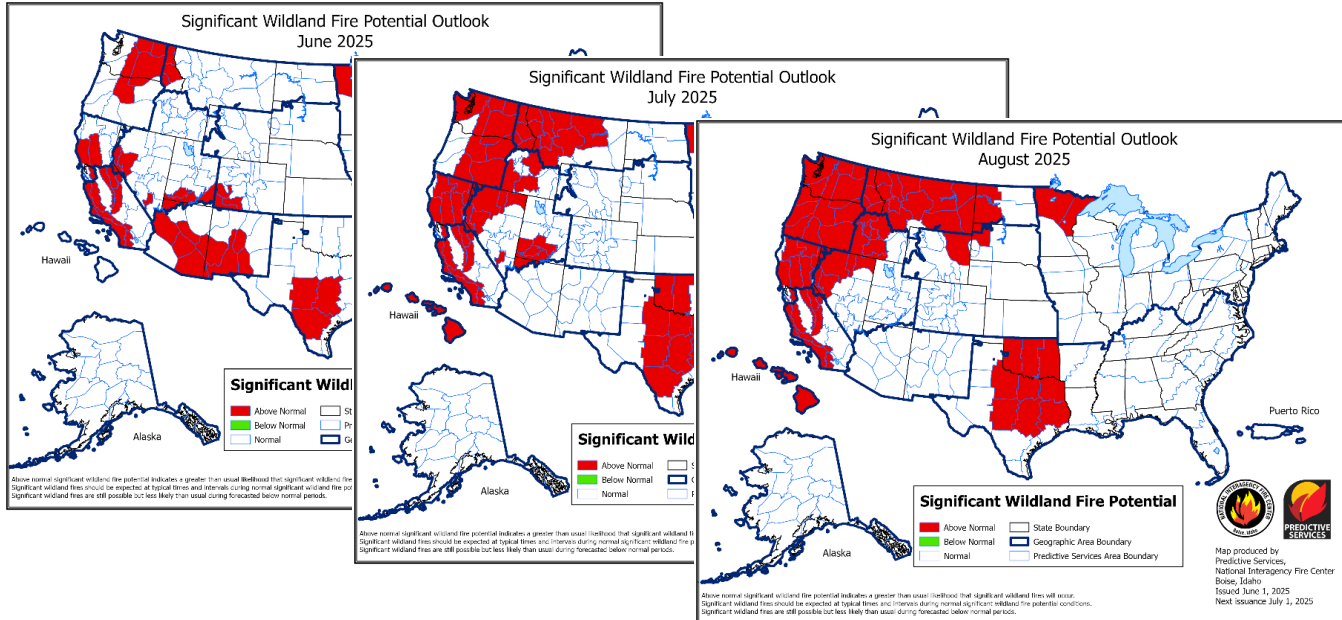 Significant Wildland Fire Potential Outlook
June 2025
Hawaii
Alaska
Significant Wildl
Above Normal
Below Normal
Normal
St
Pr
Ge
Above normal significant wildland fire potential indicates a greater than usual likelihood that significant wildland fire
Significant wildland fires should be expected at typical times and intervals during normal significant wildland fire pot
Significant wildland fires are still possible but less likely than usual during forecasted below normal periods.
Significant Wildland Fire Potential Outlook
July 2025
Hawaii
Alaska
Significant Wild
Above Normal
Below Normal
Normal
S
G
P
Above normal significant wildland fire potential indicates a greater than usual likelihood that significant wildland fi
Significant wildland fires should be expected at typical times and intervals during normal significant wildland fire p
Significant wildland fires are still possible but less likely than usual during forecasted below normal periods.
Significant Wildland Fire Potential Outlook
August 2025
Hawaii
Alaska
Puerto Rico
Significant Wildland Fire Potential
Above Normal
Below Normal
Normal
State Boundary
Geographic Area Boundary
Predictive Services Area Boundary
NATIONAL INTERAGENCY FIRE CENTER
Boise, Idaho
PREDICTIVE
SERVICES
Map produced by
Predictive Services,
National Interagency Fire Center
Boise, Idaho
Issued June 1, 2025
Next issuance July 1, 2025
Above normal significant wildland fire potential indicates a greater than usual likelihood that significant wildland fires will occur.
Significant wildland fires should be expected at typical times and intervals during normal significant wildland fire potential conditions.
Significant wildland fires are still possible but less likely than usual during forecasted below normal periods.